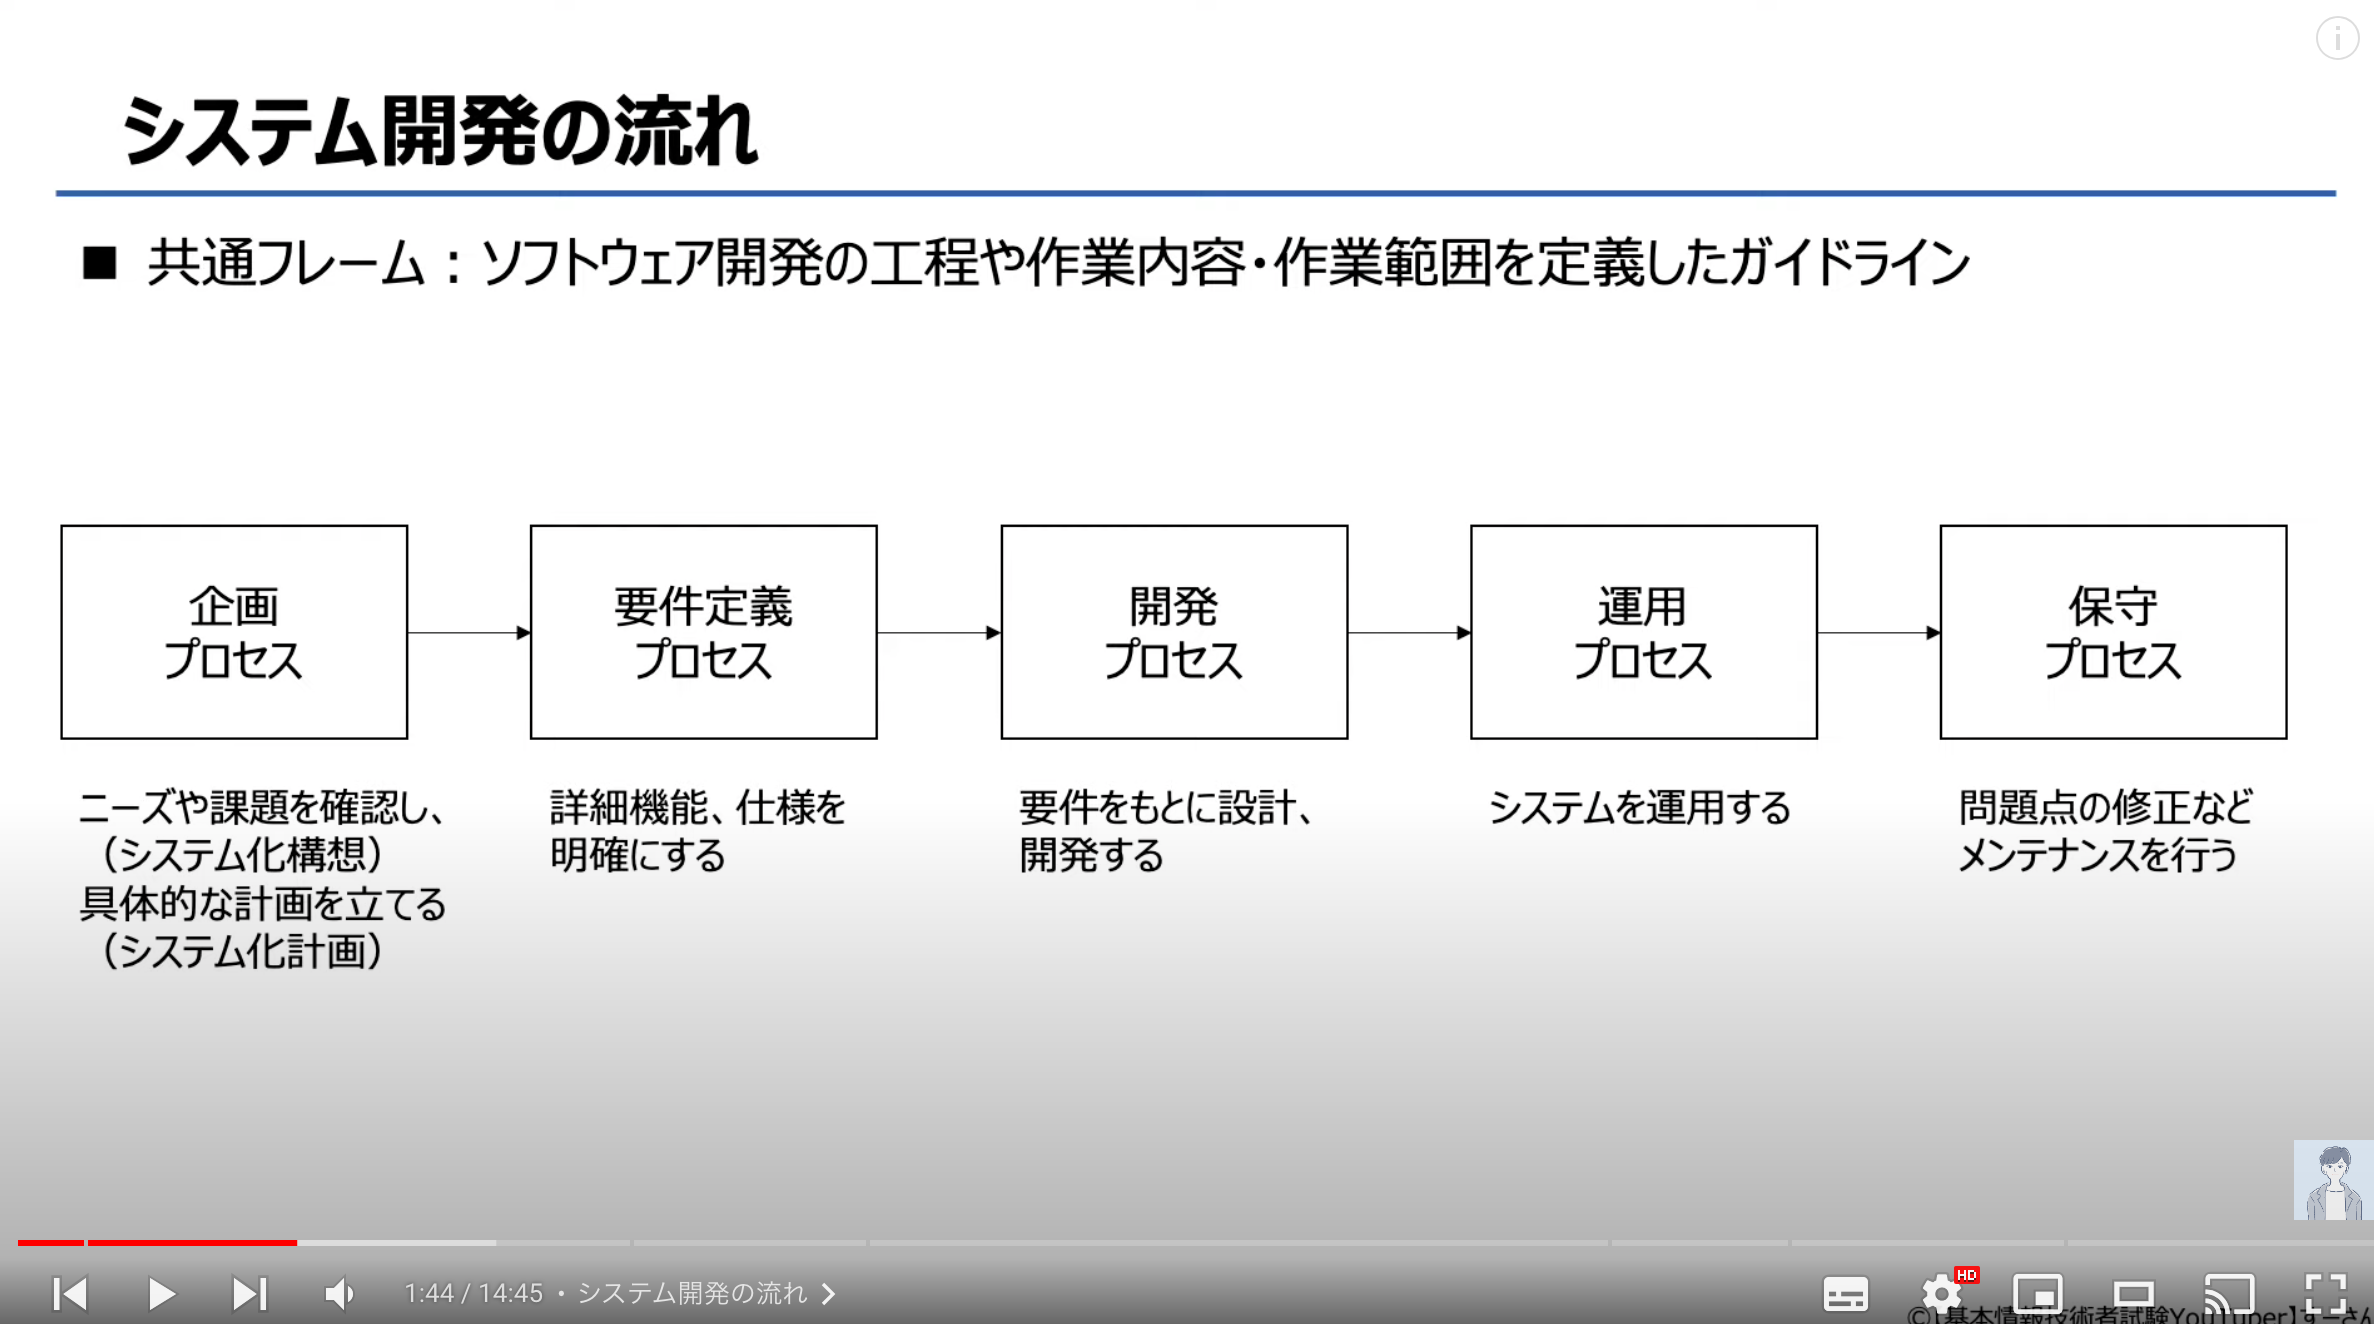 システム開発の流れ
■ 共通フレーム：ソフトウェア開発の工程や作業内容・作業範囲を定義したガイドライン
企画
プロセス
要件定義
プロセス
開発
プロセス
運用
プロセス
保守
プロセス
ニーズや課題を確認し、
（システム化構想）
具体的な計画を立てる
（システム化計画）
詳細機能、仕様を
明確にする
要件をもとに設計、
開発する
システムを運用する
問題点の修正など
メンテナンスを行う
1:44 / 14:45 ・ システム開発の流れ
HD
©【基本情報技術者試験YouTuber】すーさん